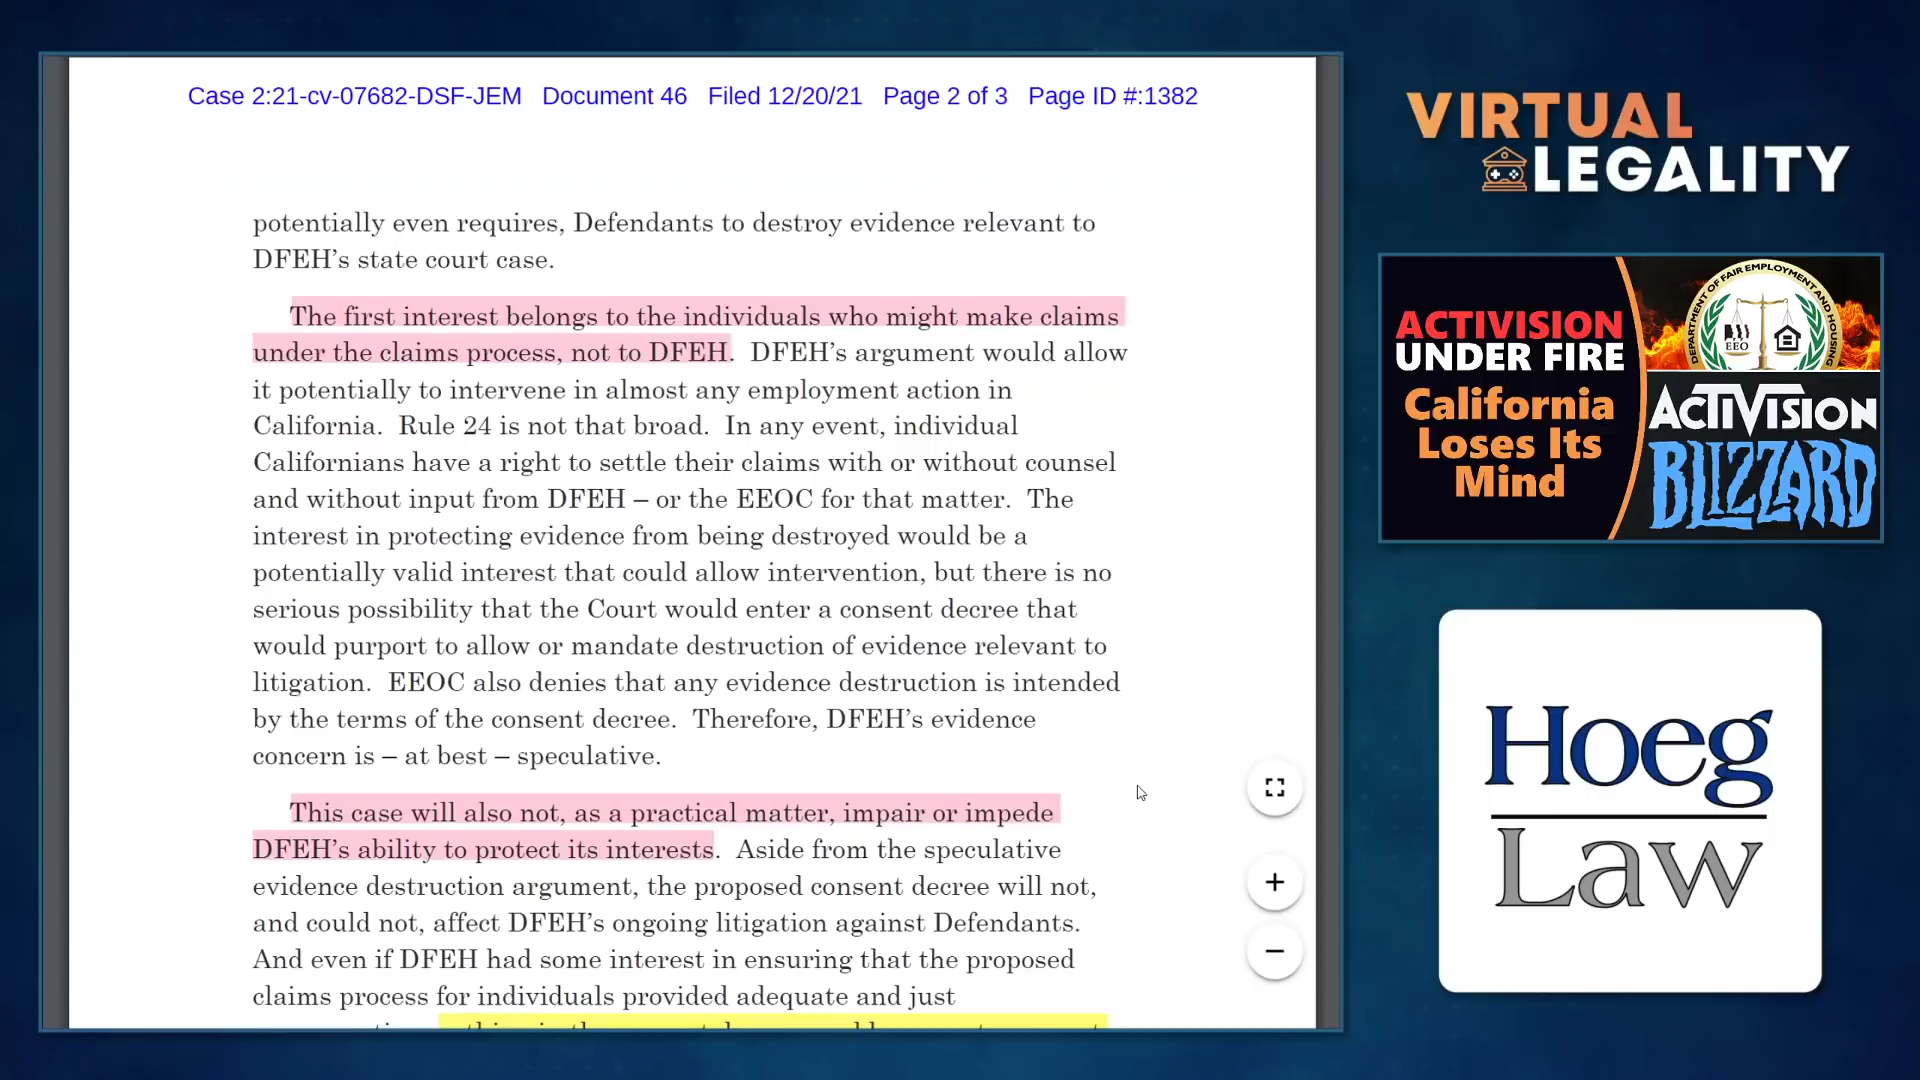 Case 2:21-cv-07682-DSF-JEM Document 46 Filed 12/20/21 Page 2 of 3 Page ID #:1382
potentially even requires, Defendants to destroy evidence relevant to
DFEH’s state court case.
The first interest belongs to the individuals who might make claims
under the claims process, not to DFEH. DFEH’s argument would allow
it potentially to intervene in almost any employment action in
California. Rule 24 is not that broad. In any event, individual
Californians have a right to settle their claims with or without counsel
and without input from DFEH – or the EEOC for that matter. The
interest in protecting evidence from being destroyed would be a
potentially valid interest that could allow intervention, but there is no
serious possibility that the Court would enter a consent decree that
would purport to allow or mandate destruction of evidence relevant to
litigation. EEOC also denies that any evidence destruction is intended
by the terms of the consent decree. Therefore, DFEH’s evidence
concern is – at best – speculative.
This case will also not, as a practical matter, impair or impede
DFEH’s ability to protect its interests. Aside from the speculative
evidence destruction argument, the proposed consent decree will not,
and could not, affect DFEH’s ongoing litigation against Defendants.
And even if DFEH had some interest in ensuring that the proposed
claims process for individuals provided adequate and just
VIRTUAL
LEGALITY
ACTIVISION
UNDER FIRE
California
Loses Its
Mind
DEPARTMENT OF FAIR EMPLOYMENT AND HOUSING
EEO
ACTIVISION
BLIZZARD
Hoeg
Law